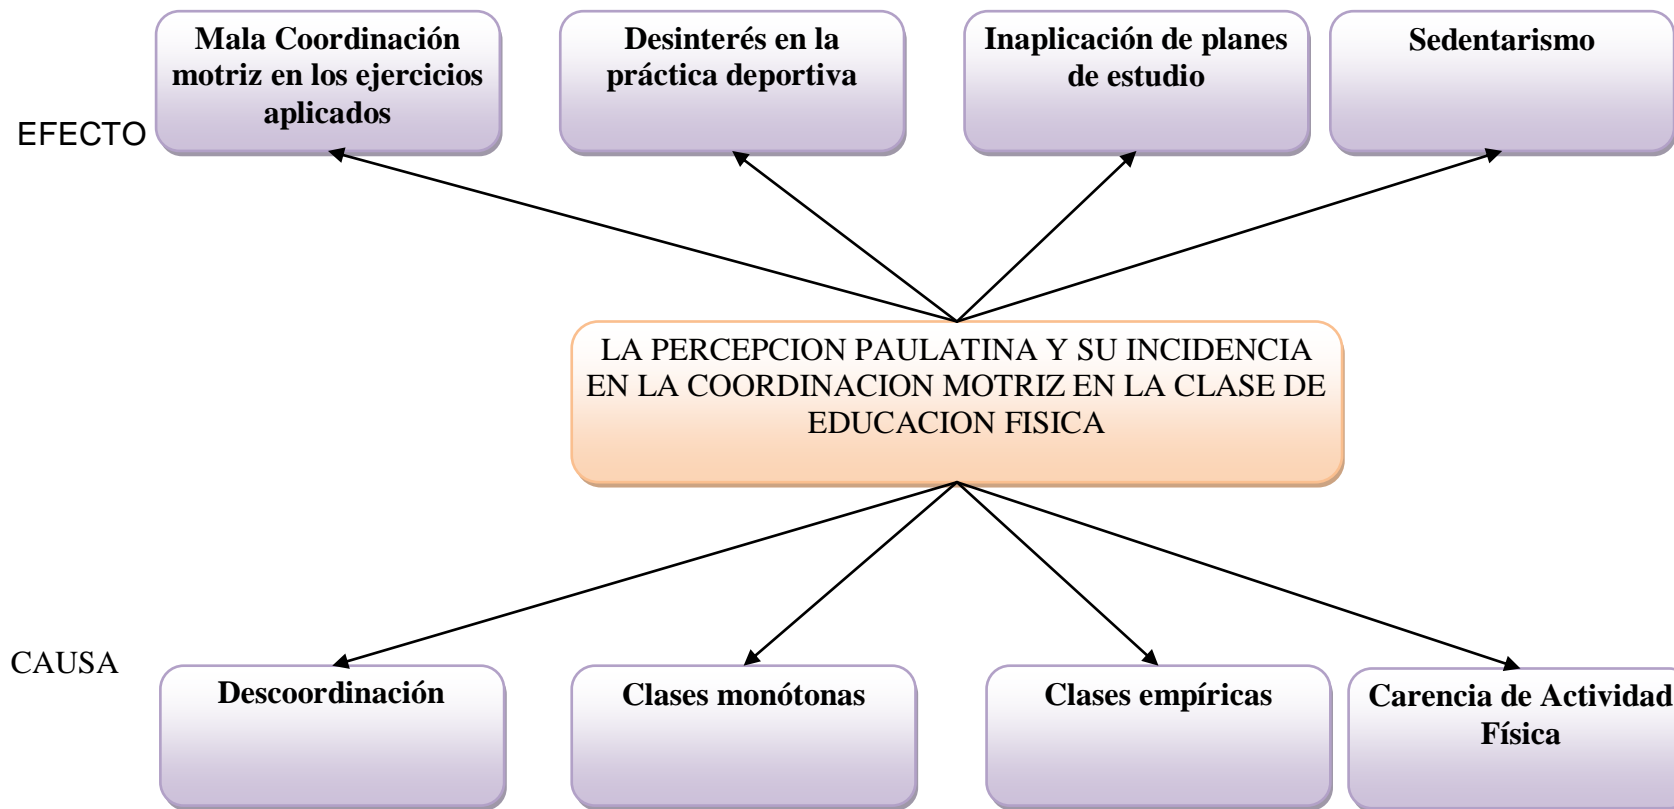 Mala Coordinación
motriz en los ejercicios
aplicados
Desinterés en la
práctica deportiva
Inaplicación de planes
de estudio
Sedentarismo
EFECTO
LA PERCEPCION PAULATINA Y SU INCIDENCIA
EN LA COORDINACION MOTRIZ EN LA CLASE DE
EDUCACION FISICA
CAUSA
Descoordinación
Clases monótonas
Clases empíricas
Carencia de Actividad
Física